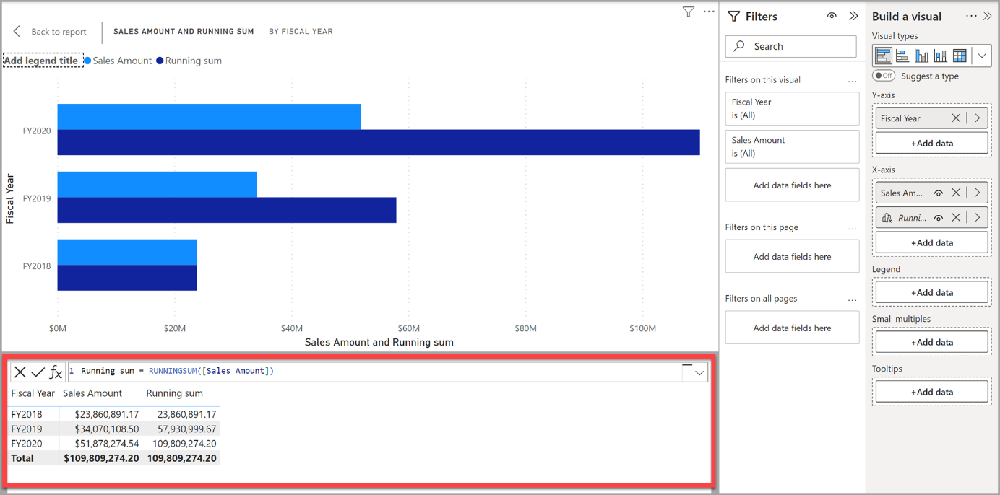 Back to report
SALES AMOUNT AND RUNNING SUM BY FISCAL YEAR
Add legend title Sales Amount Running sum
Fiscal Year
FY2020
FY2019
FY2018
$0M $20M $40M $60M $80M $100M
Sales Amount and Running sum
1 Running sum = RUNNINGSUM([Sales Amount])
Fiscal Year Sales Amount Running sum
FY2018 $23,860,891.17 23,860,891.17
FY2019 $34,070,108.50 57,930,999.67
FY2020 $51,878,274.54 109,809,274.20
Total $109,809,274.20 109,809,274.20
Filters
Search
Filters on this visual ...
Fiscal Year
is (All)
Sales Amount
is (All)
Add data fields here
Filters on this page ...
Add data fields here
Filters on all pages ...
Add data fields here
Build a visual ...
Visual types
Off Suggest a type
Y-axis
Fiscal Year
+Add data
X-axis
Sales Am...
Runni...
+Add data
Legend
+Add data
Small multiples
+Add data
Tooltips
+Add data